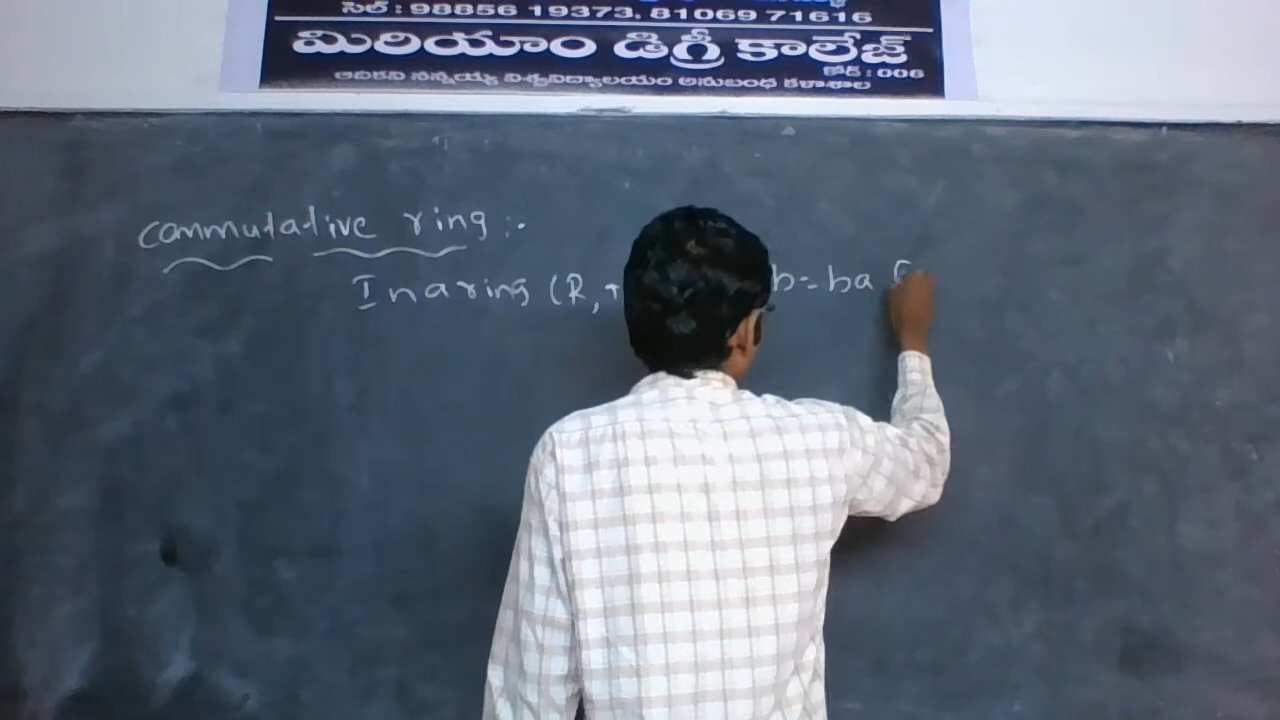 సెల్ : 98856 19373, 81069 71616
మిరియాం డిగ్రీ కాలేజ్
కోడ్ : 006
ఆదికవి నన్నయ్య విశ్వవిద్యాలయం అనుబంధ కళాశాల
commutative ring :-
In a ring (R, + b = ba